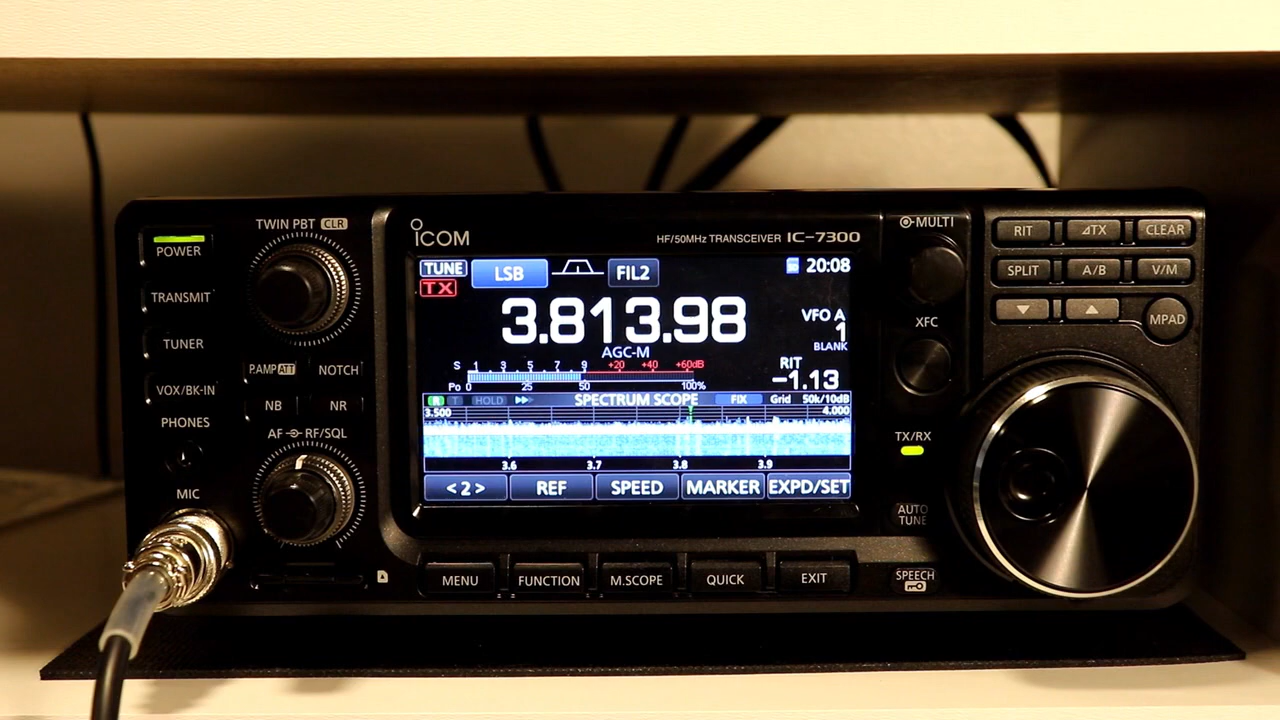 TWIN PBT CLR
POWER
TRANSMIT
TUNER
VOX/BK-IN
PHONES
MIC
P.AMP ATT
NOTCH
NB
NR
AF RF/SQL
ICOM
HF/50MHz TRANSCEIVER IC-7300
TUNE LSB FIL2 20:08
TX
3.813.98
VFO A
1
BLANK
AGC-M
S 1 . 3 . 5 . 7 . 9 +20 +40 +60dB
Po 0 25 50 100%
RIT
-1.13
R T HOLD SPECTRUM SCOPE FIX Grid 50k/10dB
3.500 4.000
3.6 3.7 3.8 3.9
<2> REF SPEED MARKER EXPD/SET
MENU FUNCTION M.SCOPE QUICK EXIT
MULTI
XFC
TX/RX
AUTO
TUNE
SPEECH
RIT ⊿TX CLEAR
SPLIT A/B V/M
MPAD